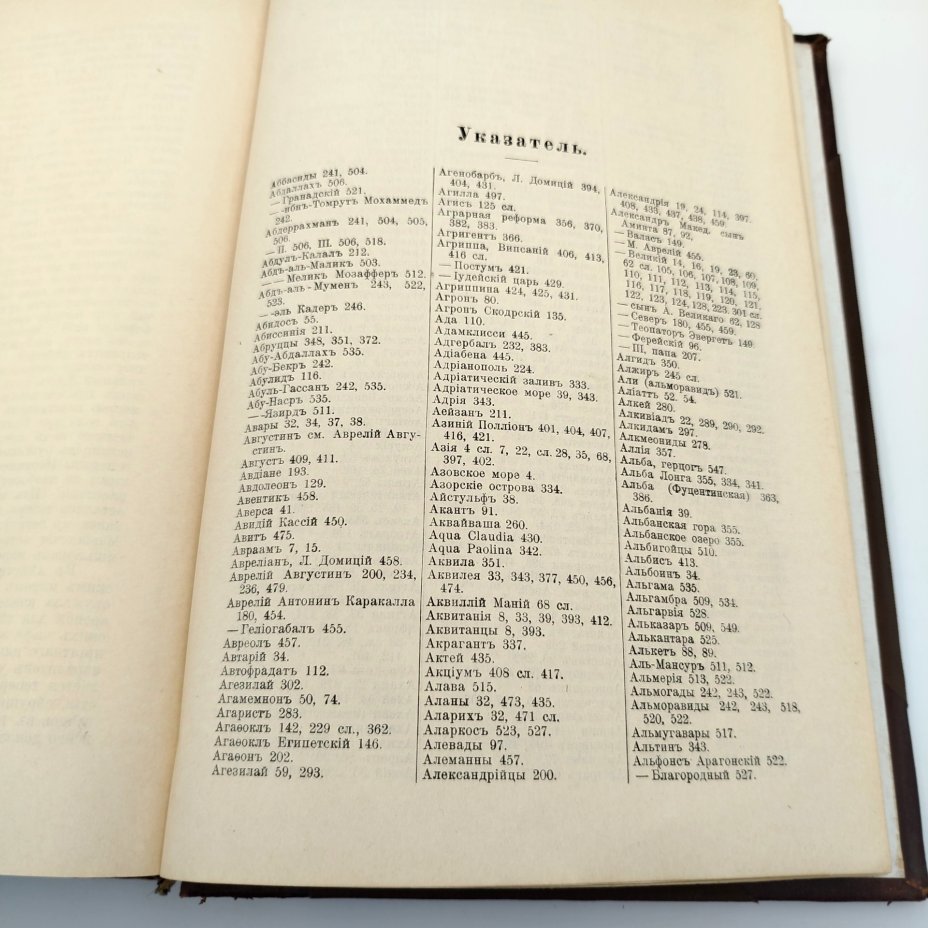 Указатель.
Аббасиды 241, 504.
Абдаллахъ 506.
— Гранадскій 521.
— -ибнъ-Томрутъ Мохаммедъ
242.
Абдеррахманъ 241, 504, 505,
506.
— II. 506, III. 506, 518.
Абдулъ-Калалъ 212.
Абдъ-аль-Маликъ 503.
— — Меликъ Мозафферъ 512.
Абдъ-аль-Муменъ 243, 522,
523.
— -эль Кадеръ 246.
Абидосъ 55.
Абиссинія 211.
Абруццы 348, 351, 372.
Абу-Абдаллахъ 535.
Абу-Бекръ 242.
Абулидъ 116.
Абуль-Гассанъ 242, 535.
Абу-Насръ 535.
— -Язирдъ 511.
Авары 32, 34, 37, 38.
Августинъ см. Аврелій Авгу-
стинъ.
Августъ 409, 411.
Авдіане 193.
Авдолеонъ 129.
Авентикъ 458.
Аверса 41.
Авидій Кассій 450.
Авитъ 475.
Авраамъ 7, 15.
Авреліанъ, Л. Домицій 458.
Аврелій Августинъ 200, 234,
236, 479.
Аврелій Антонинъ Каракалла
180, 454.
— Геліогабалъ 455.
Авреолъ 457.
Автарій 34.
Автофрадатъ 112.
Агезилай 302.
Агамемнонъ 50, 74.
Агаристъ 283.
Агаѳоклъ 142, 229 сл., 362.
Агаѳоклъ Египетскій 146.
Агаѳонъ 202.
Агезилай 59, 293.
Агенобарбъ, Л. Домицій 394,
404, 431.
Агилла 497.
Агисъ 125 сл.
Аграрная реформа 356, 370,
382, 383.
Агригентъ 366.
Агриппа, Випсаній 406, 413,
416 сл.
— Постумъ 421.
— Іудейскій царь 429.
Агриппина 424, 425, 431.
Агронъ 80.
Агронъ Скодрскій 135.
Ада 110.
Адамклисси 445.
Адгербалъ 232, 383.
Адіабена 445.
Адріанополь 224.
Адріатическій заливъ 333.
Адріатическое море 39, 343.
Адрія 343.
Аейзанъ 211.
Азиній Полліонъ 401, 404, 407,
416, 421.
Азія 4 сл. 7, 22, сл. 28, 35, 68,
397, 402.
Азовское море 4.
Азорскіе острова 334.
Айстульфъ 38.
Акантъ 91.
Аквайваша 260.
Aqua Claudia 430.
Aqua Paolina 342.
Аквила 351.
Аквилея 33, 343, 377, 450, 456,
474.
Аквиллій Маній 68 сл.
Аквитанія 8, 33, 39, 393, 412.
Аквитанцы 8, 393.
Акрагантъ 337.
Актей 435.
Акціумъ 408 сл. 417.
Алава 515.
Аланы 32, 473, 435.
Аларихъ 32, 471 сл.
Аларкосъ 523, 527.
Алевады 97.
Алеманны 457.
Александрійцы 200.
Александрія 19, 24, 114, 397.
408, 433, 437, 438, 459.
Александръ Макед. сынъ
Аминта 87, 92,
— Валасъ 149.
— М. Аврелій 455.
— Великій 14, 16, 19, 23, 60,
62 сл. 105, 106, 107, 108, 109,
110, 111, 112, 113, 114, 115,
116, 117, 118, 119, 120, 121,
122, 123, 124, 128, 223. 301 сл.
— сынъ А. Великаго 62, 128
— Северъ 180, 455, 459.
— Теопаторъ Эвергетъ 149
— Ферейскій 96.
— III, папа 207.
Алгидъ 350.
Алжиръ 245 сл.
Али (альморавидъ) 521.
Аліаттъ 52. 54.
Алкей 280.
Алкивіадъ 22, 289, 290, 292.
Алкидамъ 297.
Алкмеониды 278.
Аллія 357.
Альба, герцогъ 547.
Альба Лонга 355, 334, 341.
Альба (Фуцентинская) 363,
386.
Альбанія 39.
Альбанская гора 355.
Альбанское озеро 355.
Альбигойцы 510.
Альбисъ 413.
Альбоинъ 34.
Альгама 535.
Альгамбра 509, 534.
Альгарвія 528.
Альказаръ 509, 549.
Алькантара 525.
Алькетъ 88, 89.
Аль-Мансуръ 511, 512.
Альмерія 513, 522.
Альмогады 242, 243, 522.
Альморавиды 242, 243, 518,
520, 522.
Альмугавары 517.
Альтинъ 343.
Альфонсъ Арагонскій 522.
— Благородный 527.